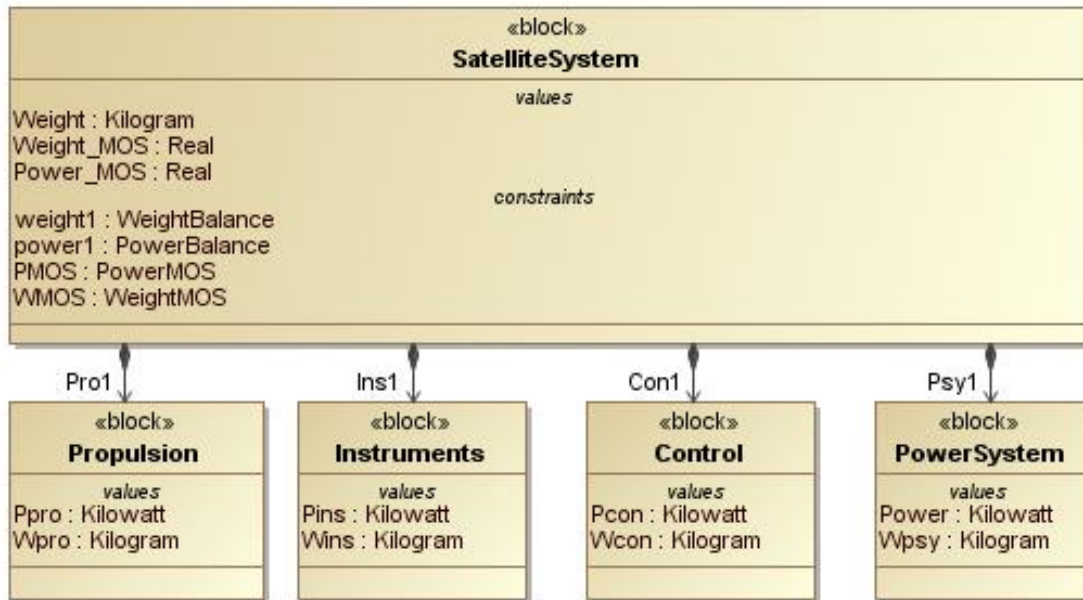 «block»
SatelliteSystem
values
Weight : Kilogram
Weight_MOS : Real
Power_MOS : Real
constraints
weight1 : WeightBalance
power1 : PowerBalance
PMOS : PowerMOS
WMOS : WeightMOS
Pro1
Ins1
Con1
Psy1
«block»
Propulsion
values
Ppro : Kilowatt
Wpro : Kilogram
«block»
Instruments
values
Pins : Kilowatt
Wins : Kilogram
«block»
Control
values
Pcon : Kilowatt
Wcon : Kilogram
«block»
PowerSystem
values
Power : Kilowatt
Wpsy : Kilogram